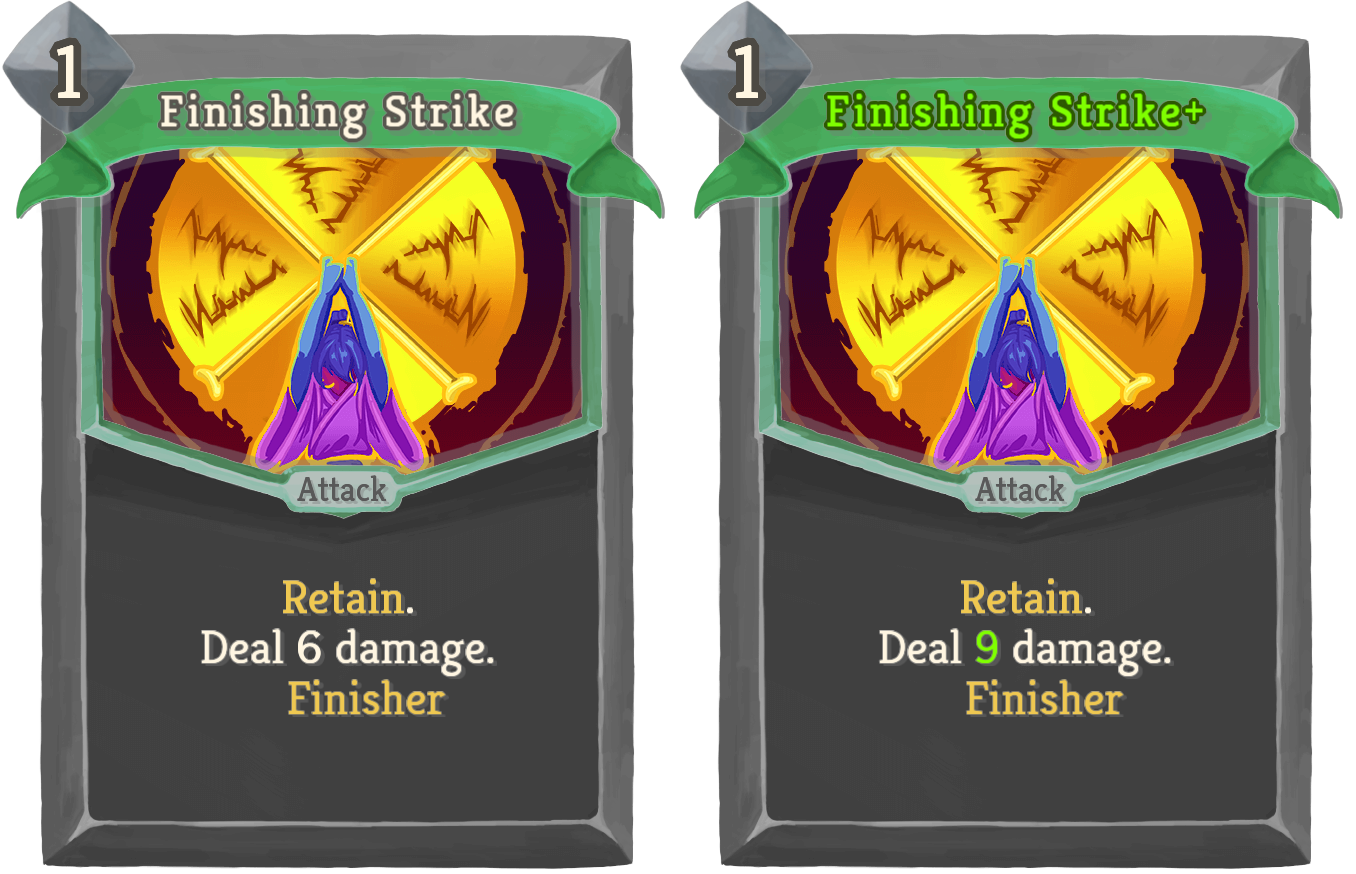 1
Finishing Strike
Attack
Retain.
Deal 6 damage.
Finisher
1
Finishing Strike+
Attack
Retain.
Deal 9 damage.
Finisher